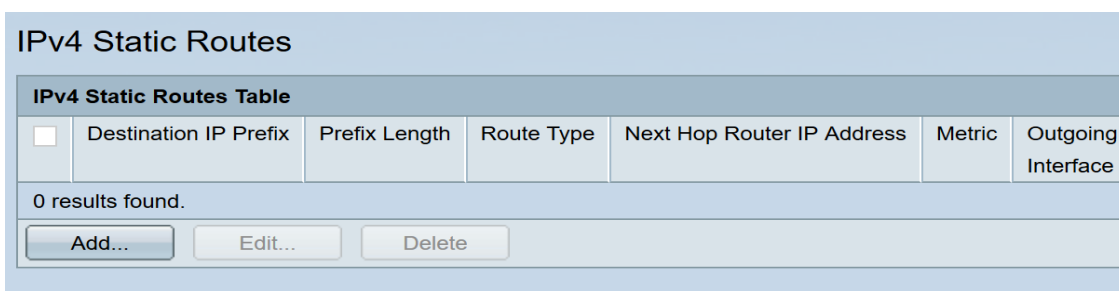 IPv4 Static Routes
IPv4 Static Routes Table
Destination IP Prefix Prefix Length Route Type Next Hop Router IP Address Metric Outgoing
Interface
0 results found.
Add... Edit... Delete